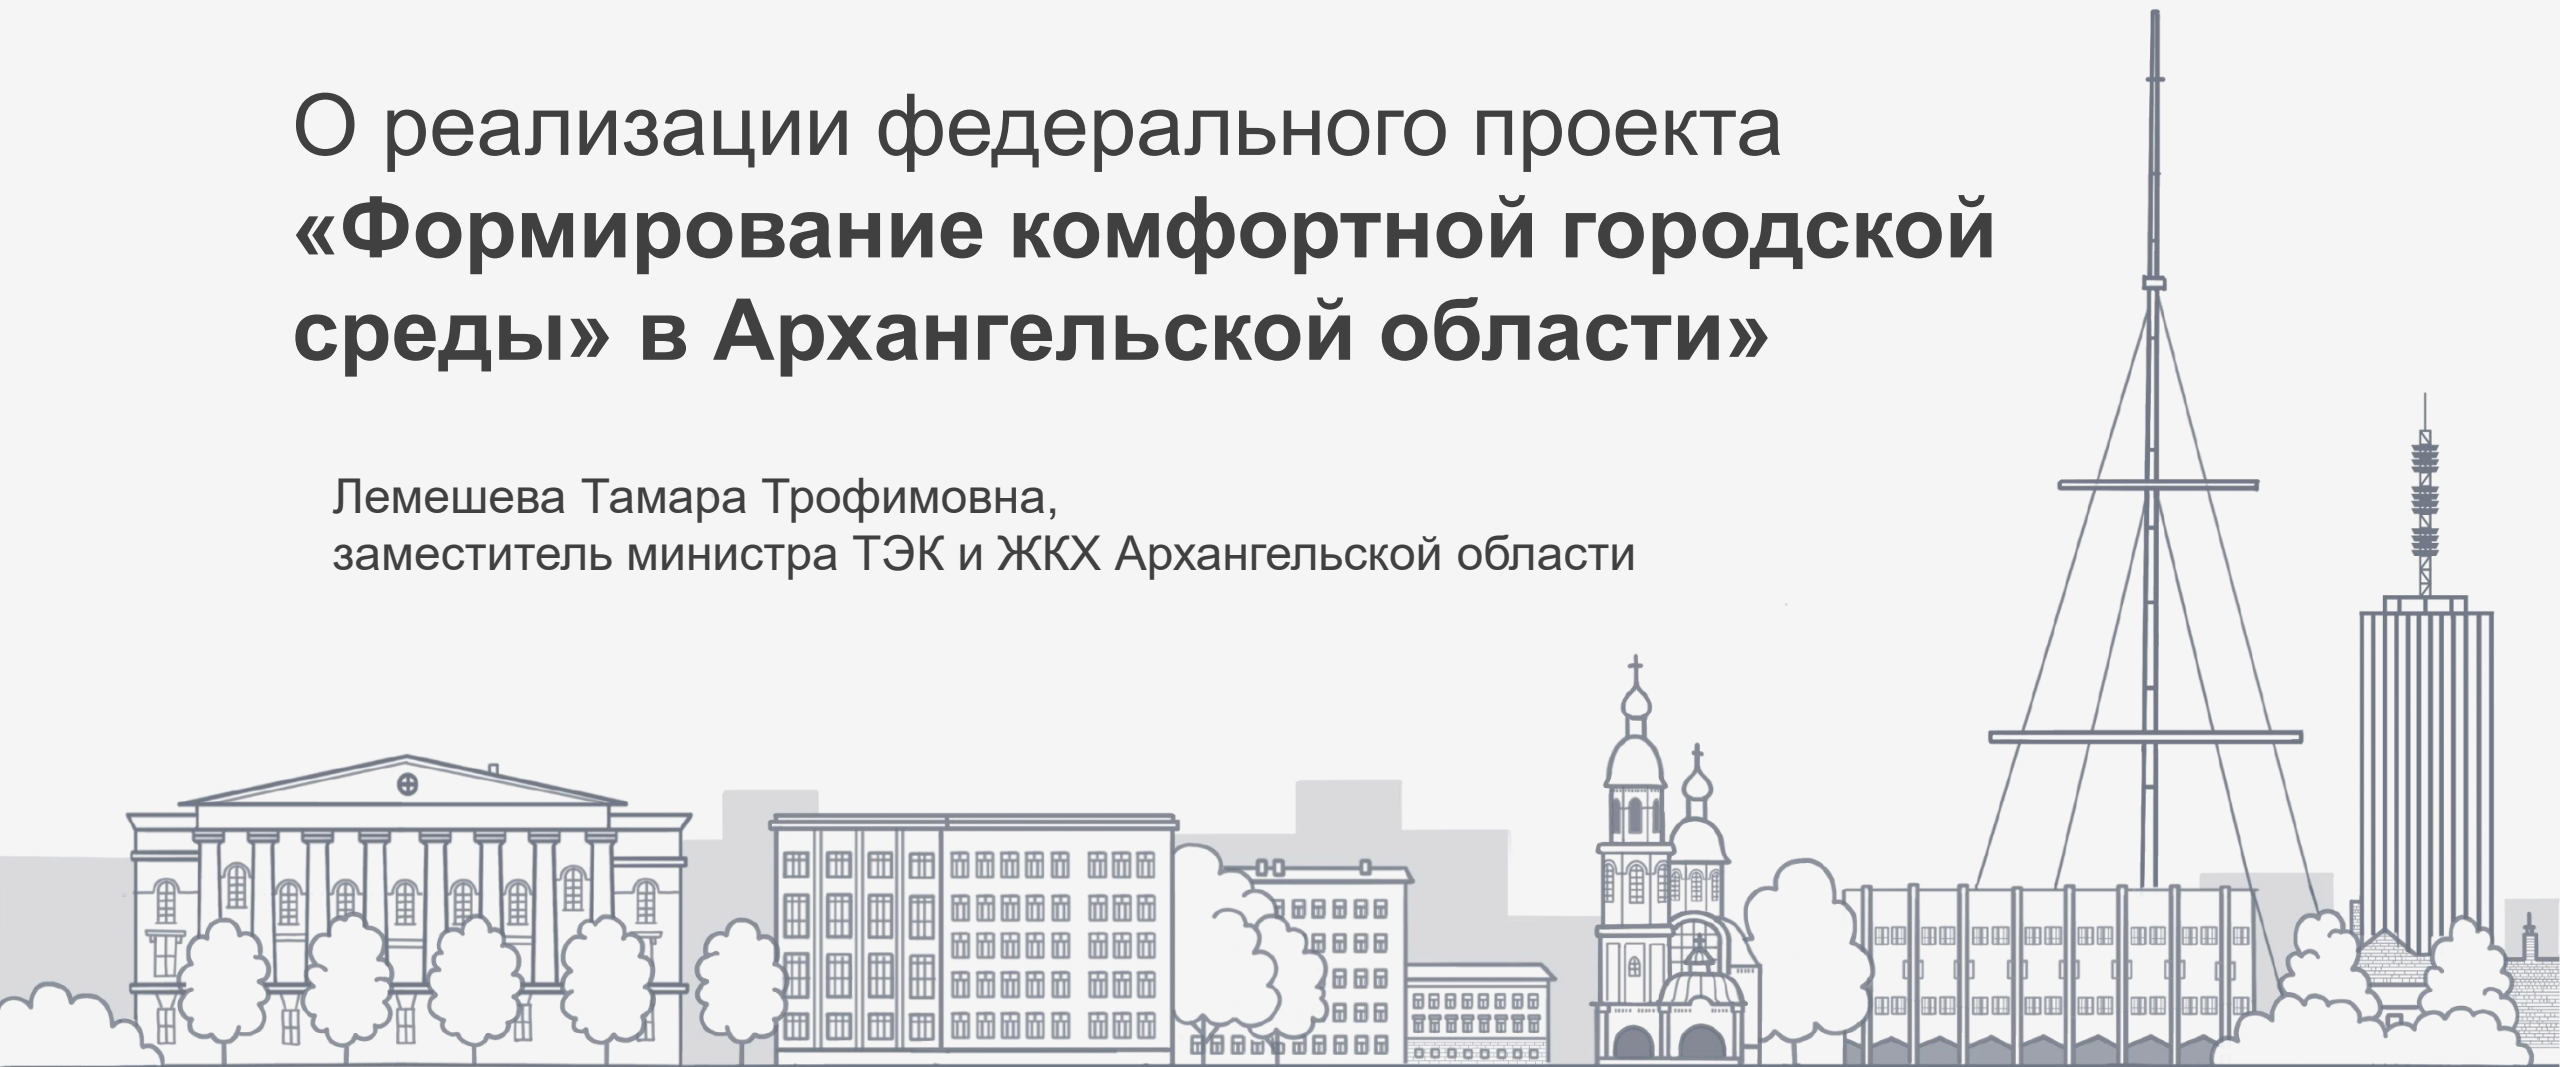 О реализации федерального проекта
«Формирование комфортной городской
среды» в Архангельской области»
Лемешева Тамара Трофимовна,
заместитель министра ТЭК и ЖКХ Архангельской области